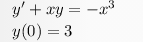 y′ + xy = −x³
y(0) = 3